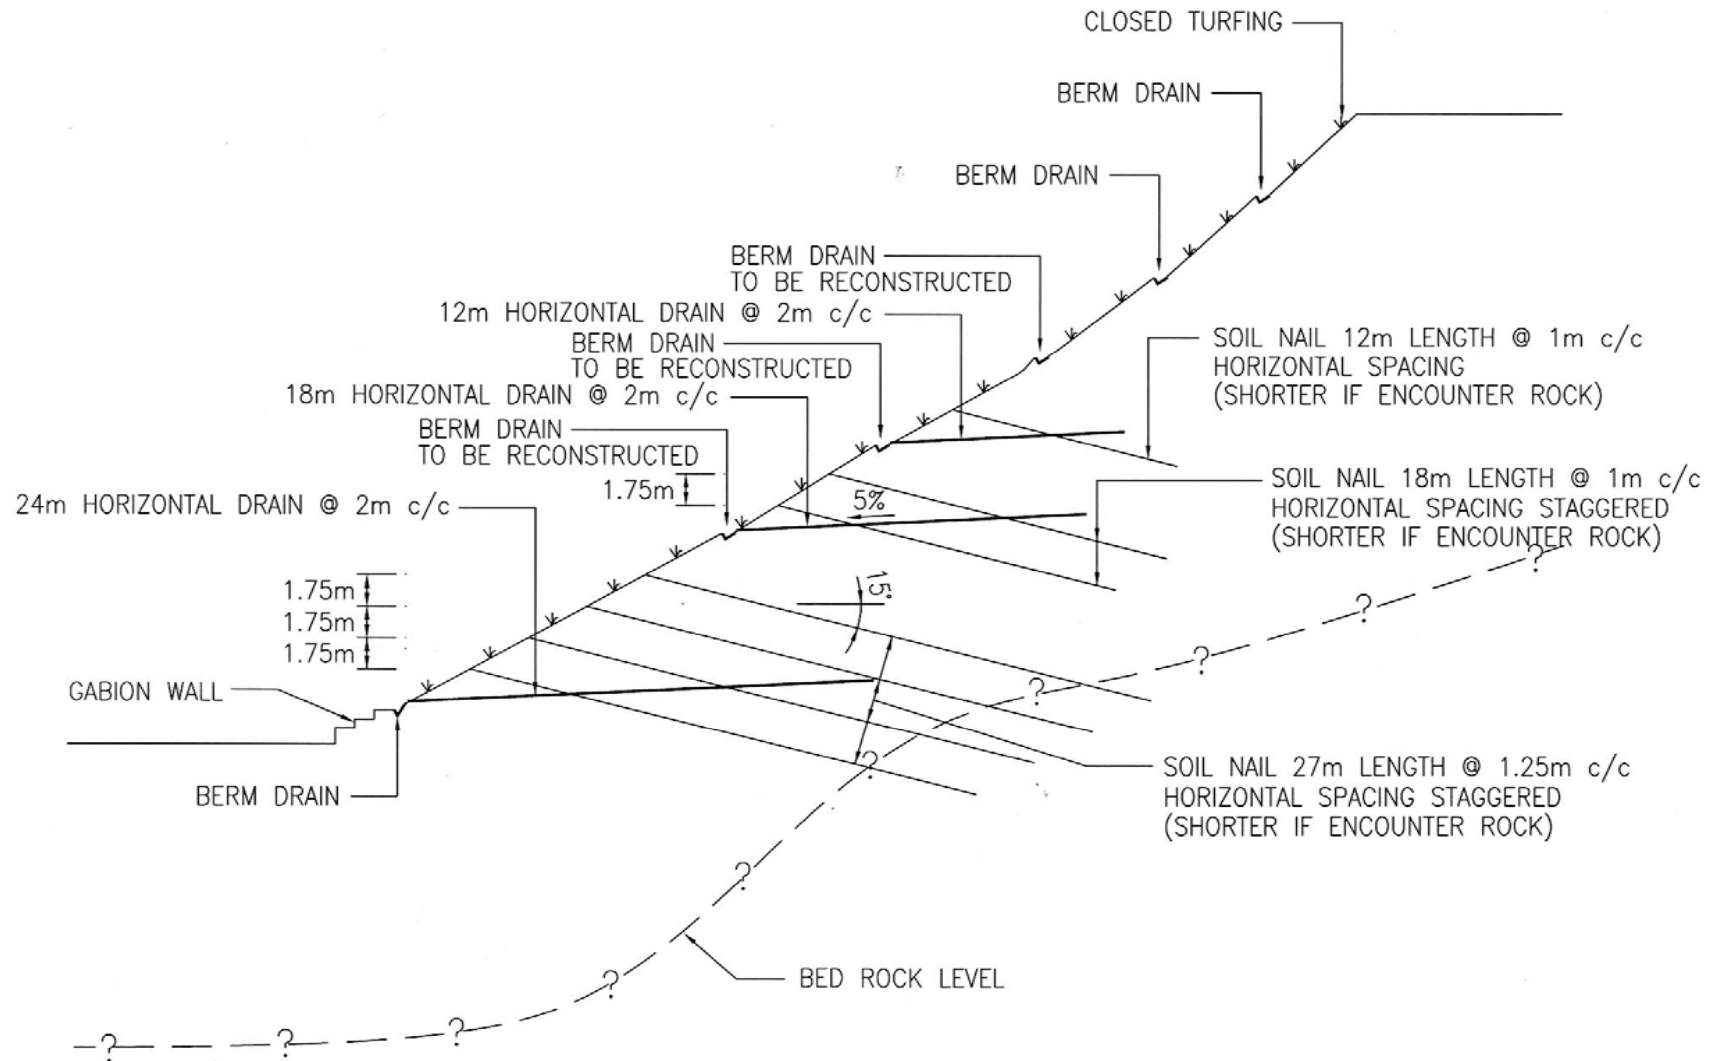 CLOSED TURFING
BERM DRAIN
BERM DRAIN
BERM DRAIN
TO BE RECONSTRUCTED
12m HORIZONTAL DRAIN @ 2m c/c
BERM DRAIN
TO BE RECONSTRUCTED
SOIL NAIL 12m LENGTH @ 1m c/c
HORIZONTAL SPACING
(SHORTER IF ENCOUNTER ROCK)
18m HORIZONTAL DRAIN @ 2m c/c
BERM DRAIN
TO BE RECONSTRUCTED
1.75m
SOIL NAIL 18m LENGTH @ 1m c/c
HORIZONTAL SPACING STAGGERED
(SHORTER IF ENCOUNTER ROCK)
24m HORIZONTAL DRAIN @ 2m c/c
5%
15°
1.75m
1.75m
1.75m
?
?
?
?
?
?
?
?
?
?
GABION WALL
BERM DRAIN
SOIL NAIL 27m LENGTH @ 1.25m c/c
HORIZONTAL SPACING STAGGERED
(SHORTER IF ENCOUNTER ROCK)
BED ROCK LEVEL